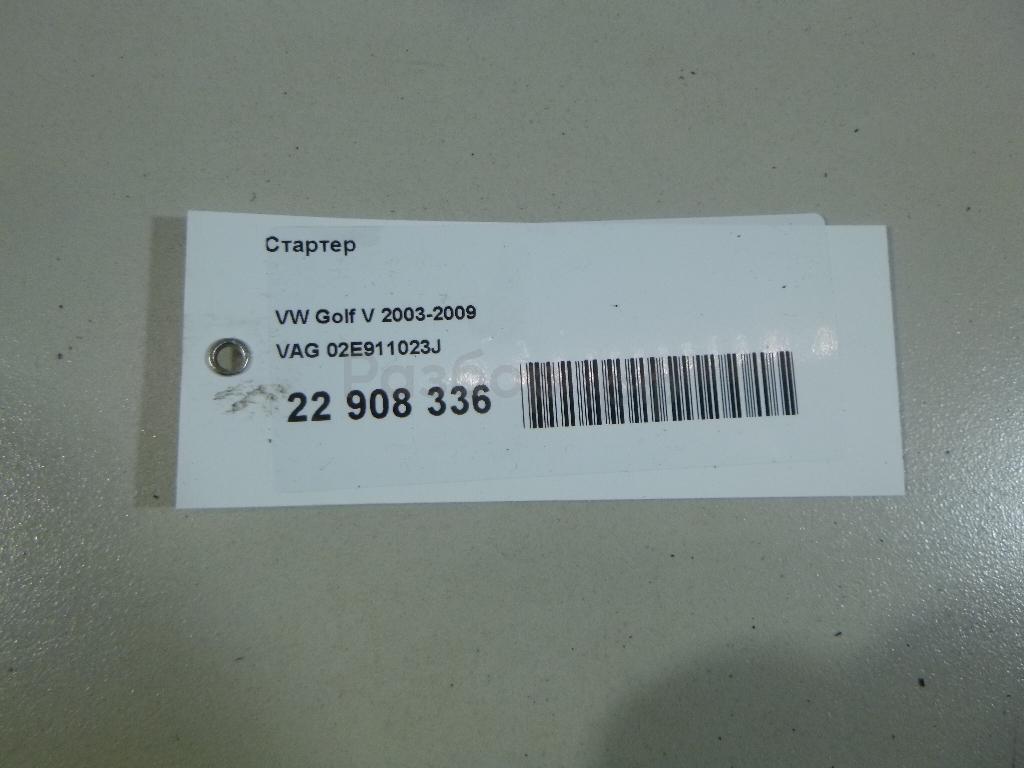 Стартер
VW Golf V 2003-2009
VAG 02E911023J
22 908 336